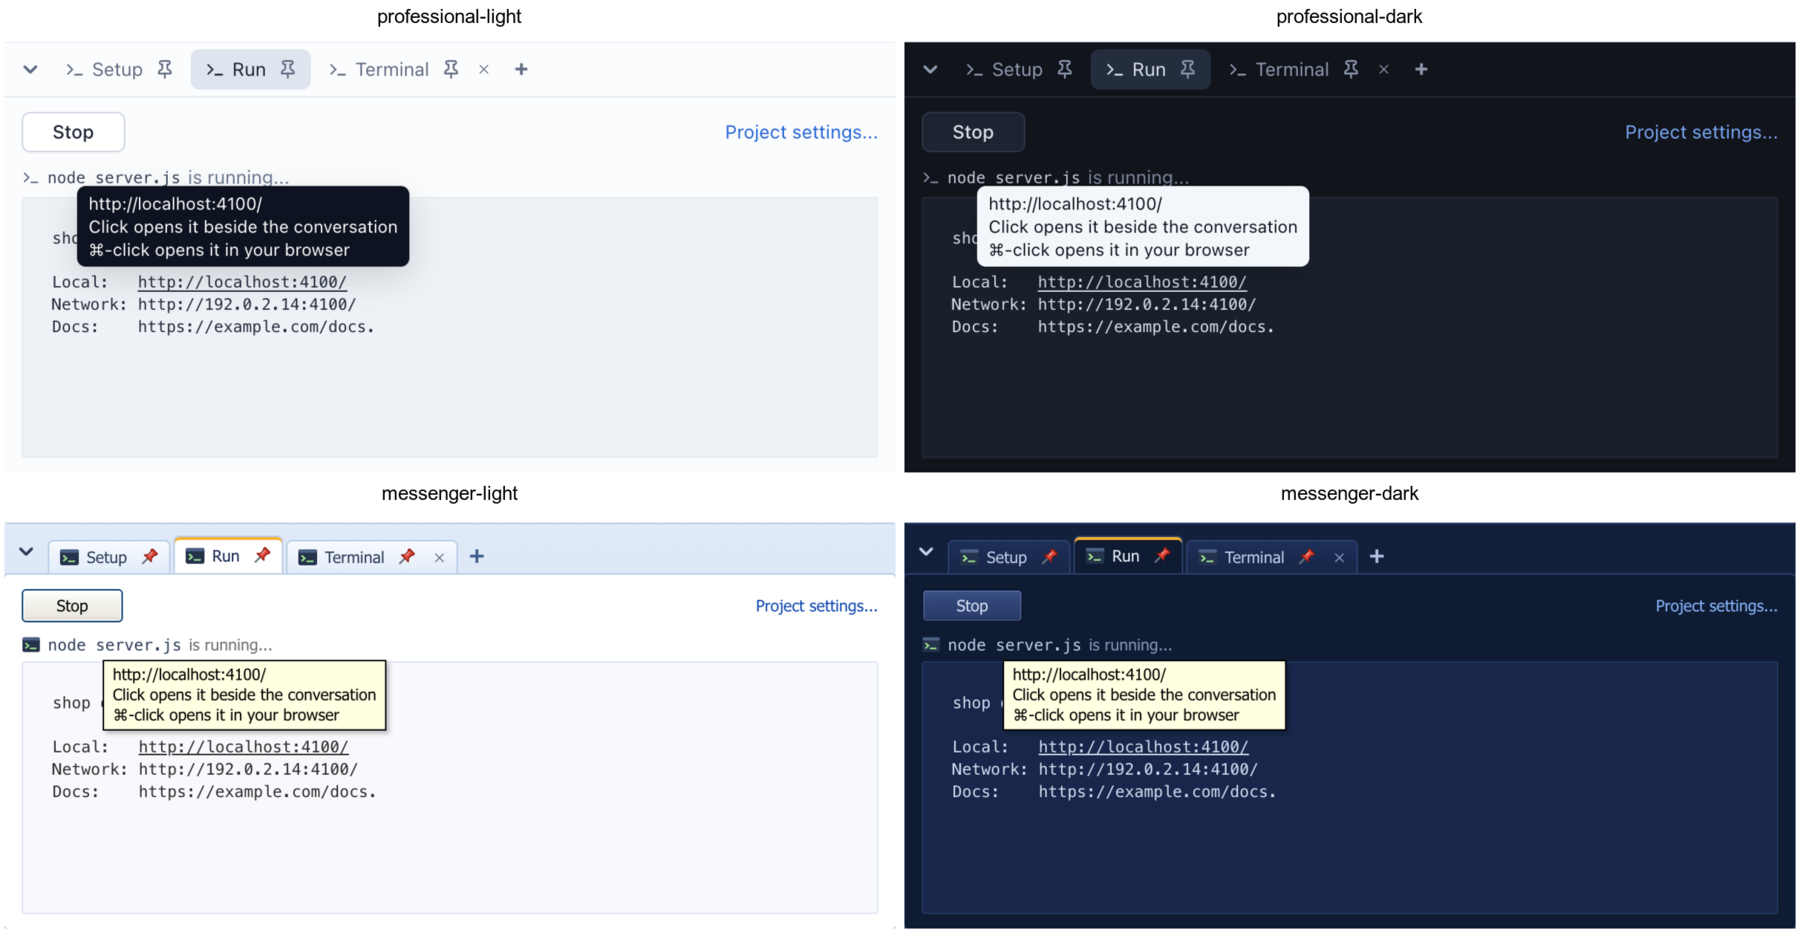 professional-light
Setup Run Terminal
Stop Project settings...
node server.js is running...
http://localhost:4100/
Click opens it beside the conversation
⌘-click opens it in your browser
Local: http://localhost:4100/
Network: http://192.0.2.14:4100/
Docs: https://example.com/docs.
professional-dark
Setup Run Terminal
Stop Project settings...
node server.js is running...
http://localhost:4100/
Click opens it beside the conversation
⌘-click opens it in your browser
Local: http://localhost:4100/
Network: http://192.0.2.14:4100/
Docs: https://example.com/docs.
messenger-light
Setup Run Terminal
Stop Project settings...
node server.js is running...
http://localhost:4100/
Click opens it beside the conversation
⌘-click opens it in your browser
shop
Local: http://localhost:4100/
Network: http://192.0.2.14:4100/
Docs: https://example.com/docs.
messenger-dark
Setup Run Terminal
Stop Project settings...
node server.js is running...
http://localhost:4100/
Click opens it beside the conversation
⌘-click opens it in your browser
shop
Local: http://localhost:4100/
Network: http://192.0.2.14:4100/
Docs: https://example.com/docs.